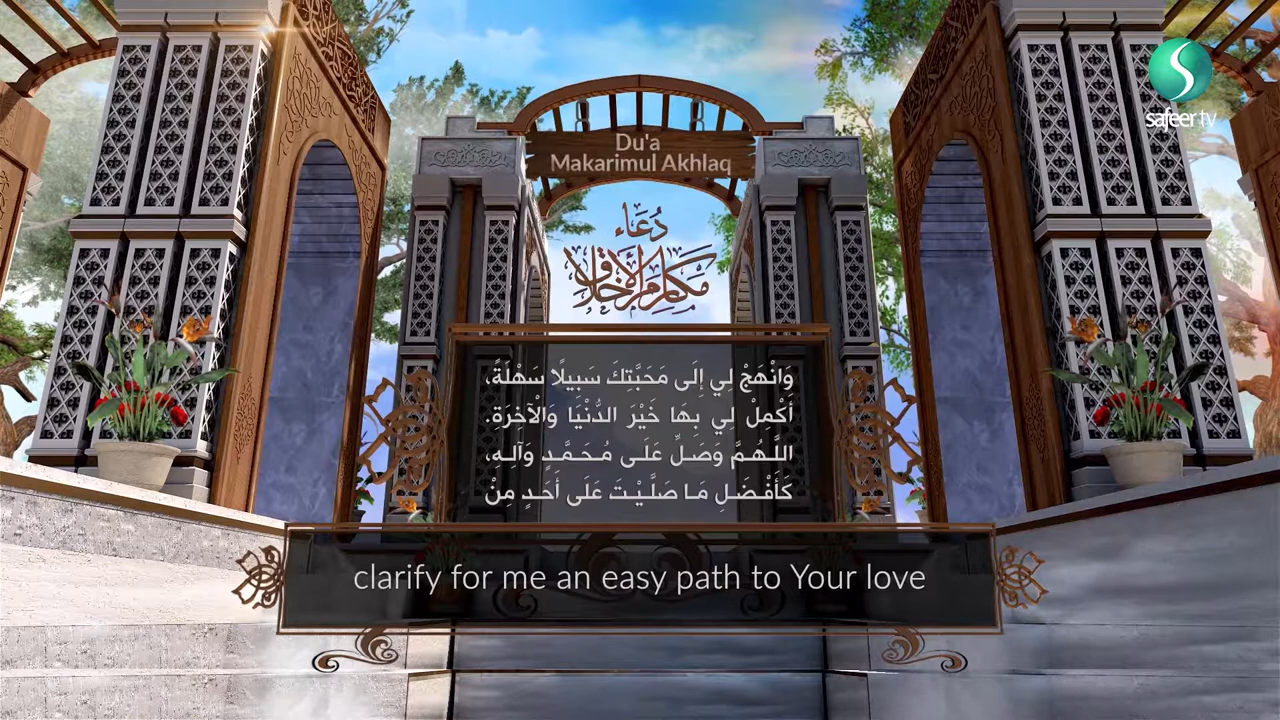 safeer tv
Du'a
Makarimul Akhlaq
دُعَاء
مَكَارِمِ الْأَخْلَاقِ
وَانْهَجْ لِي إِلَى مَحَبَّتِكَ سَبِيلًا سَهْلَةً،
أَكْمِلْ لِي بِهَا خَيْرَ الدُّنْيَا وَالْآخِرَةِ.
اللَّهُمَّ وَصَلِّ عَلَى مُحَمَّدٍ وَآلِهِ،
كَأَفْضَلِ مَا صَلَّيْتَ عَلَى أَحَدٍ مِنْ
clarify for me an easy path to Your love